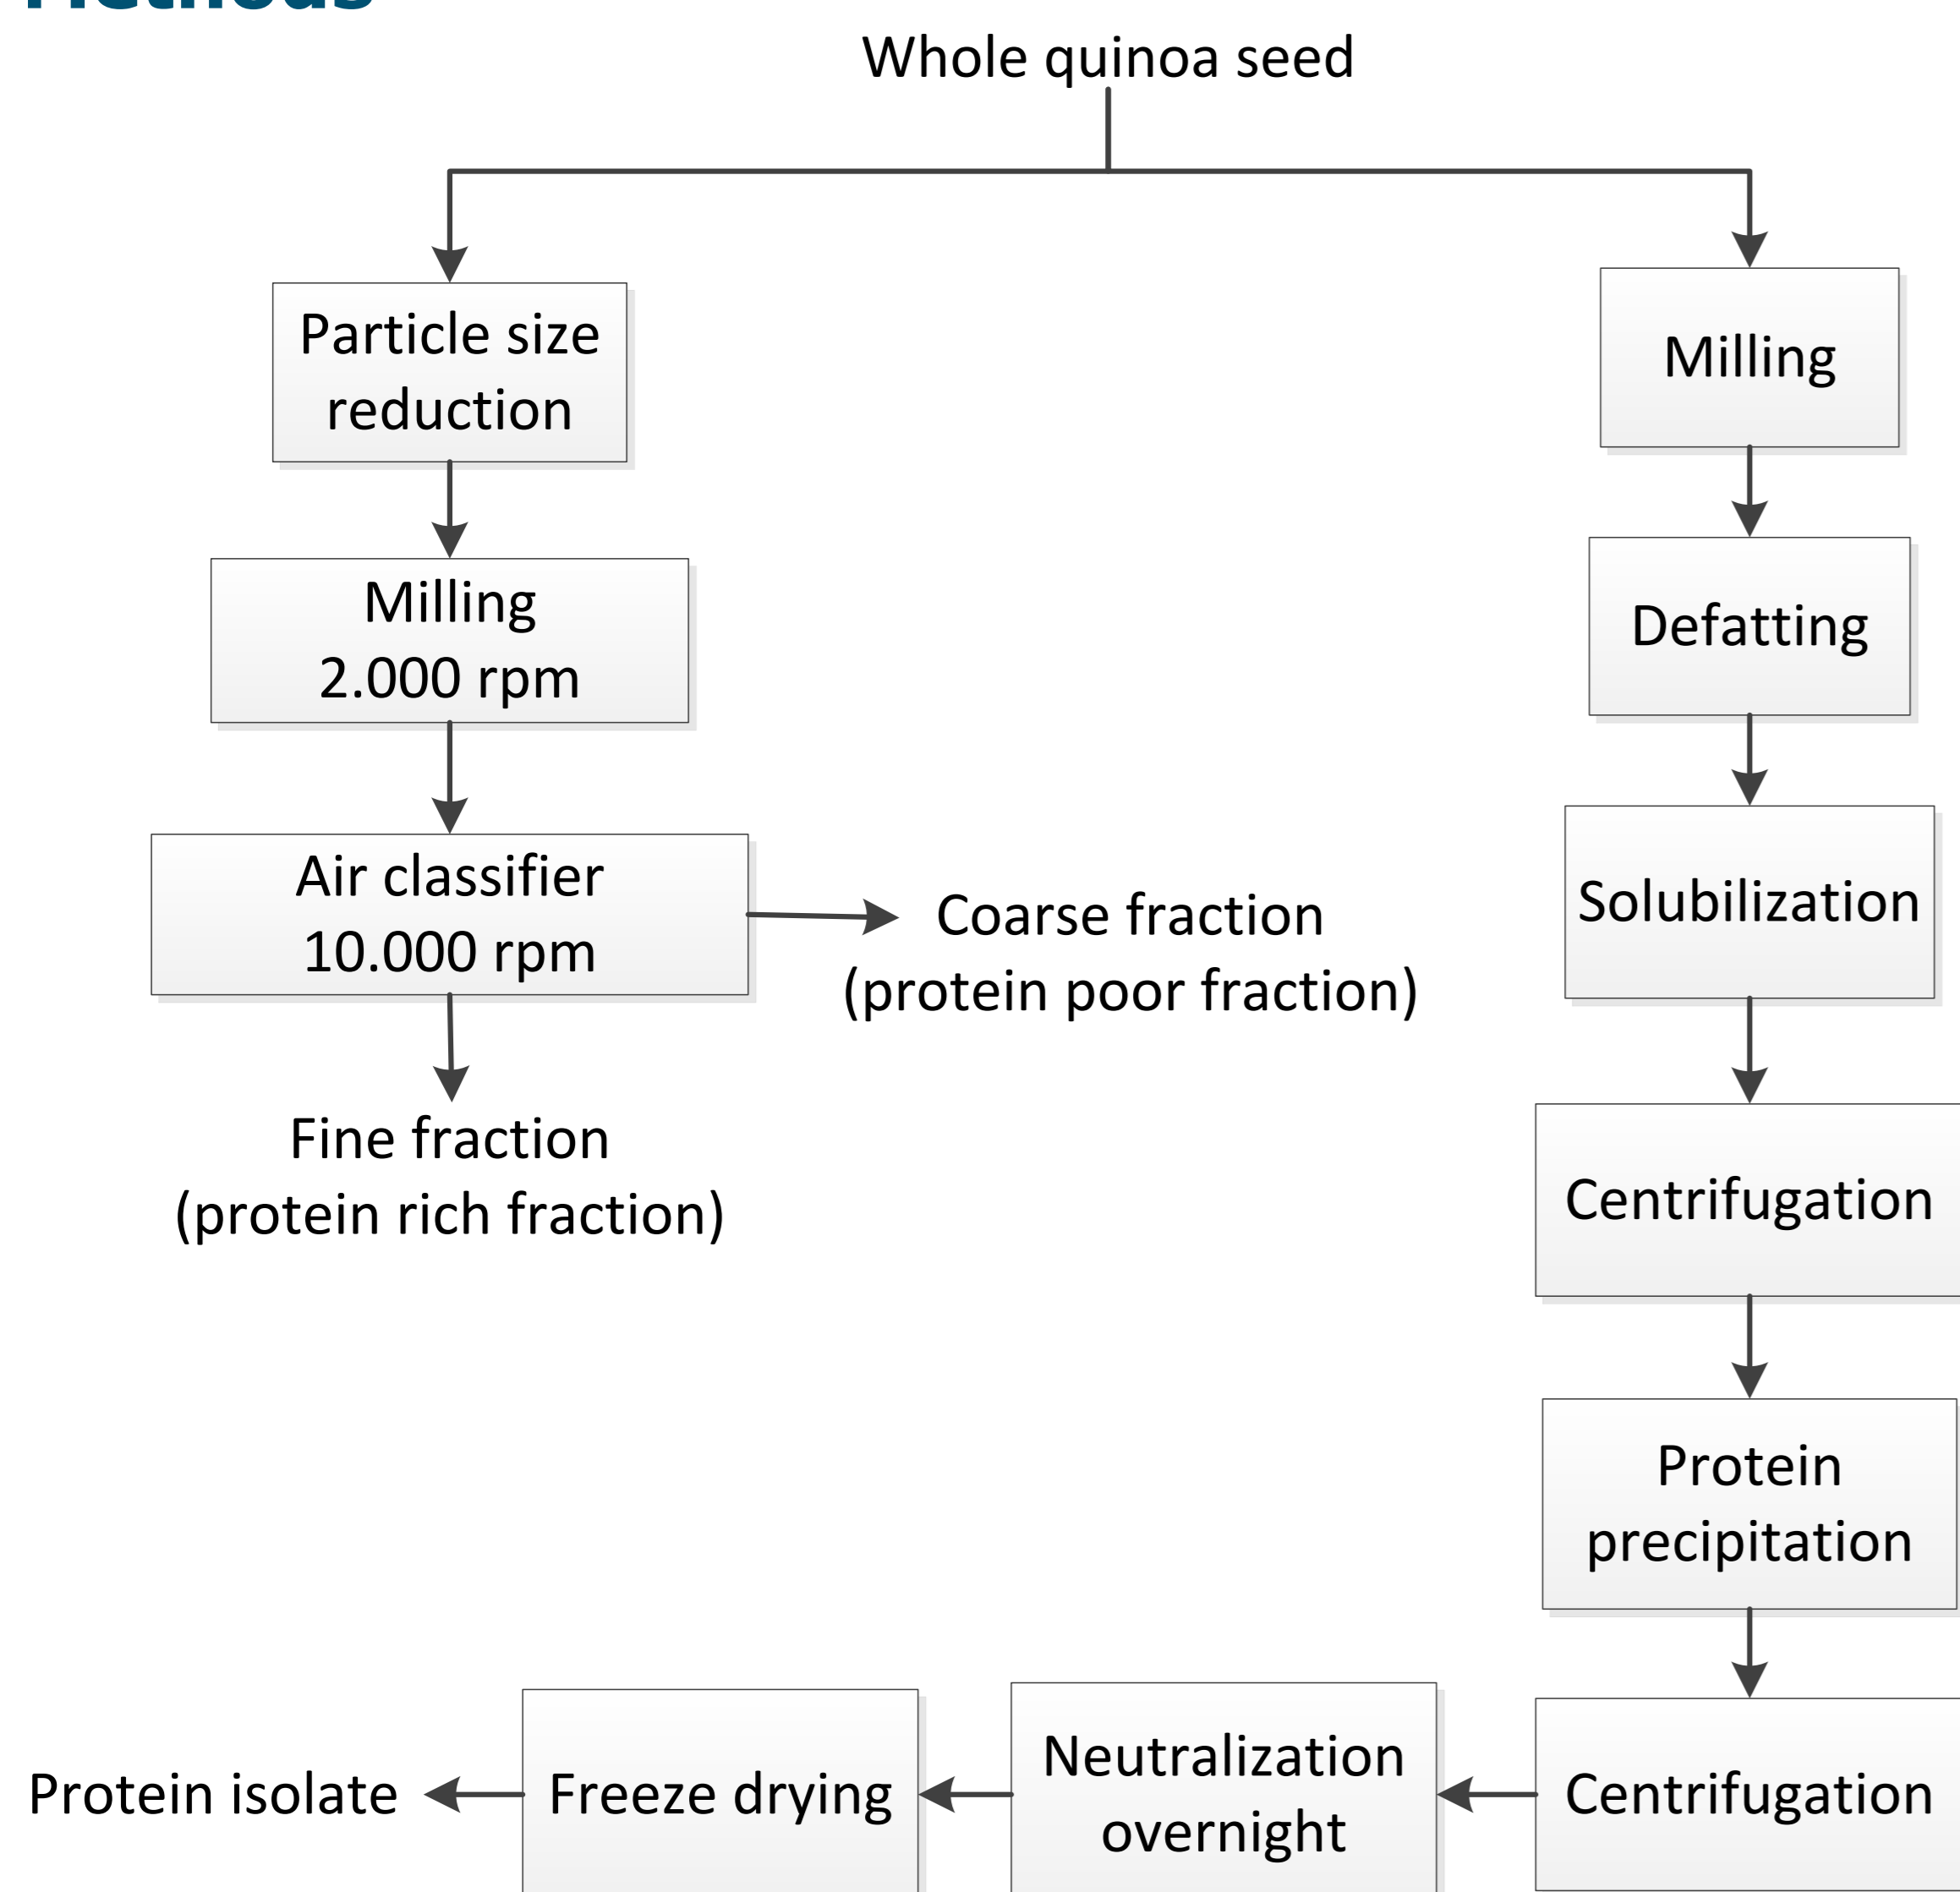 Methods
Whole quinoa seed
Particle size
reduction
Milling
2.000 rpm
Air classifier
10.000 rpm
Coarse fraction
(protein poor fraction)
Fine fraction
(protein rich fraction)
Milling
Defatting
Solubilization
Centrifugation
Protein
precipitation
Centrifugation
Neutralization
overnight
Freeze drying
Protein isolate